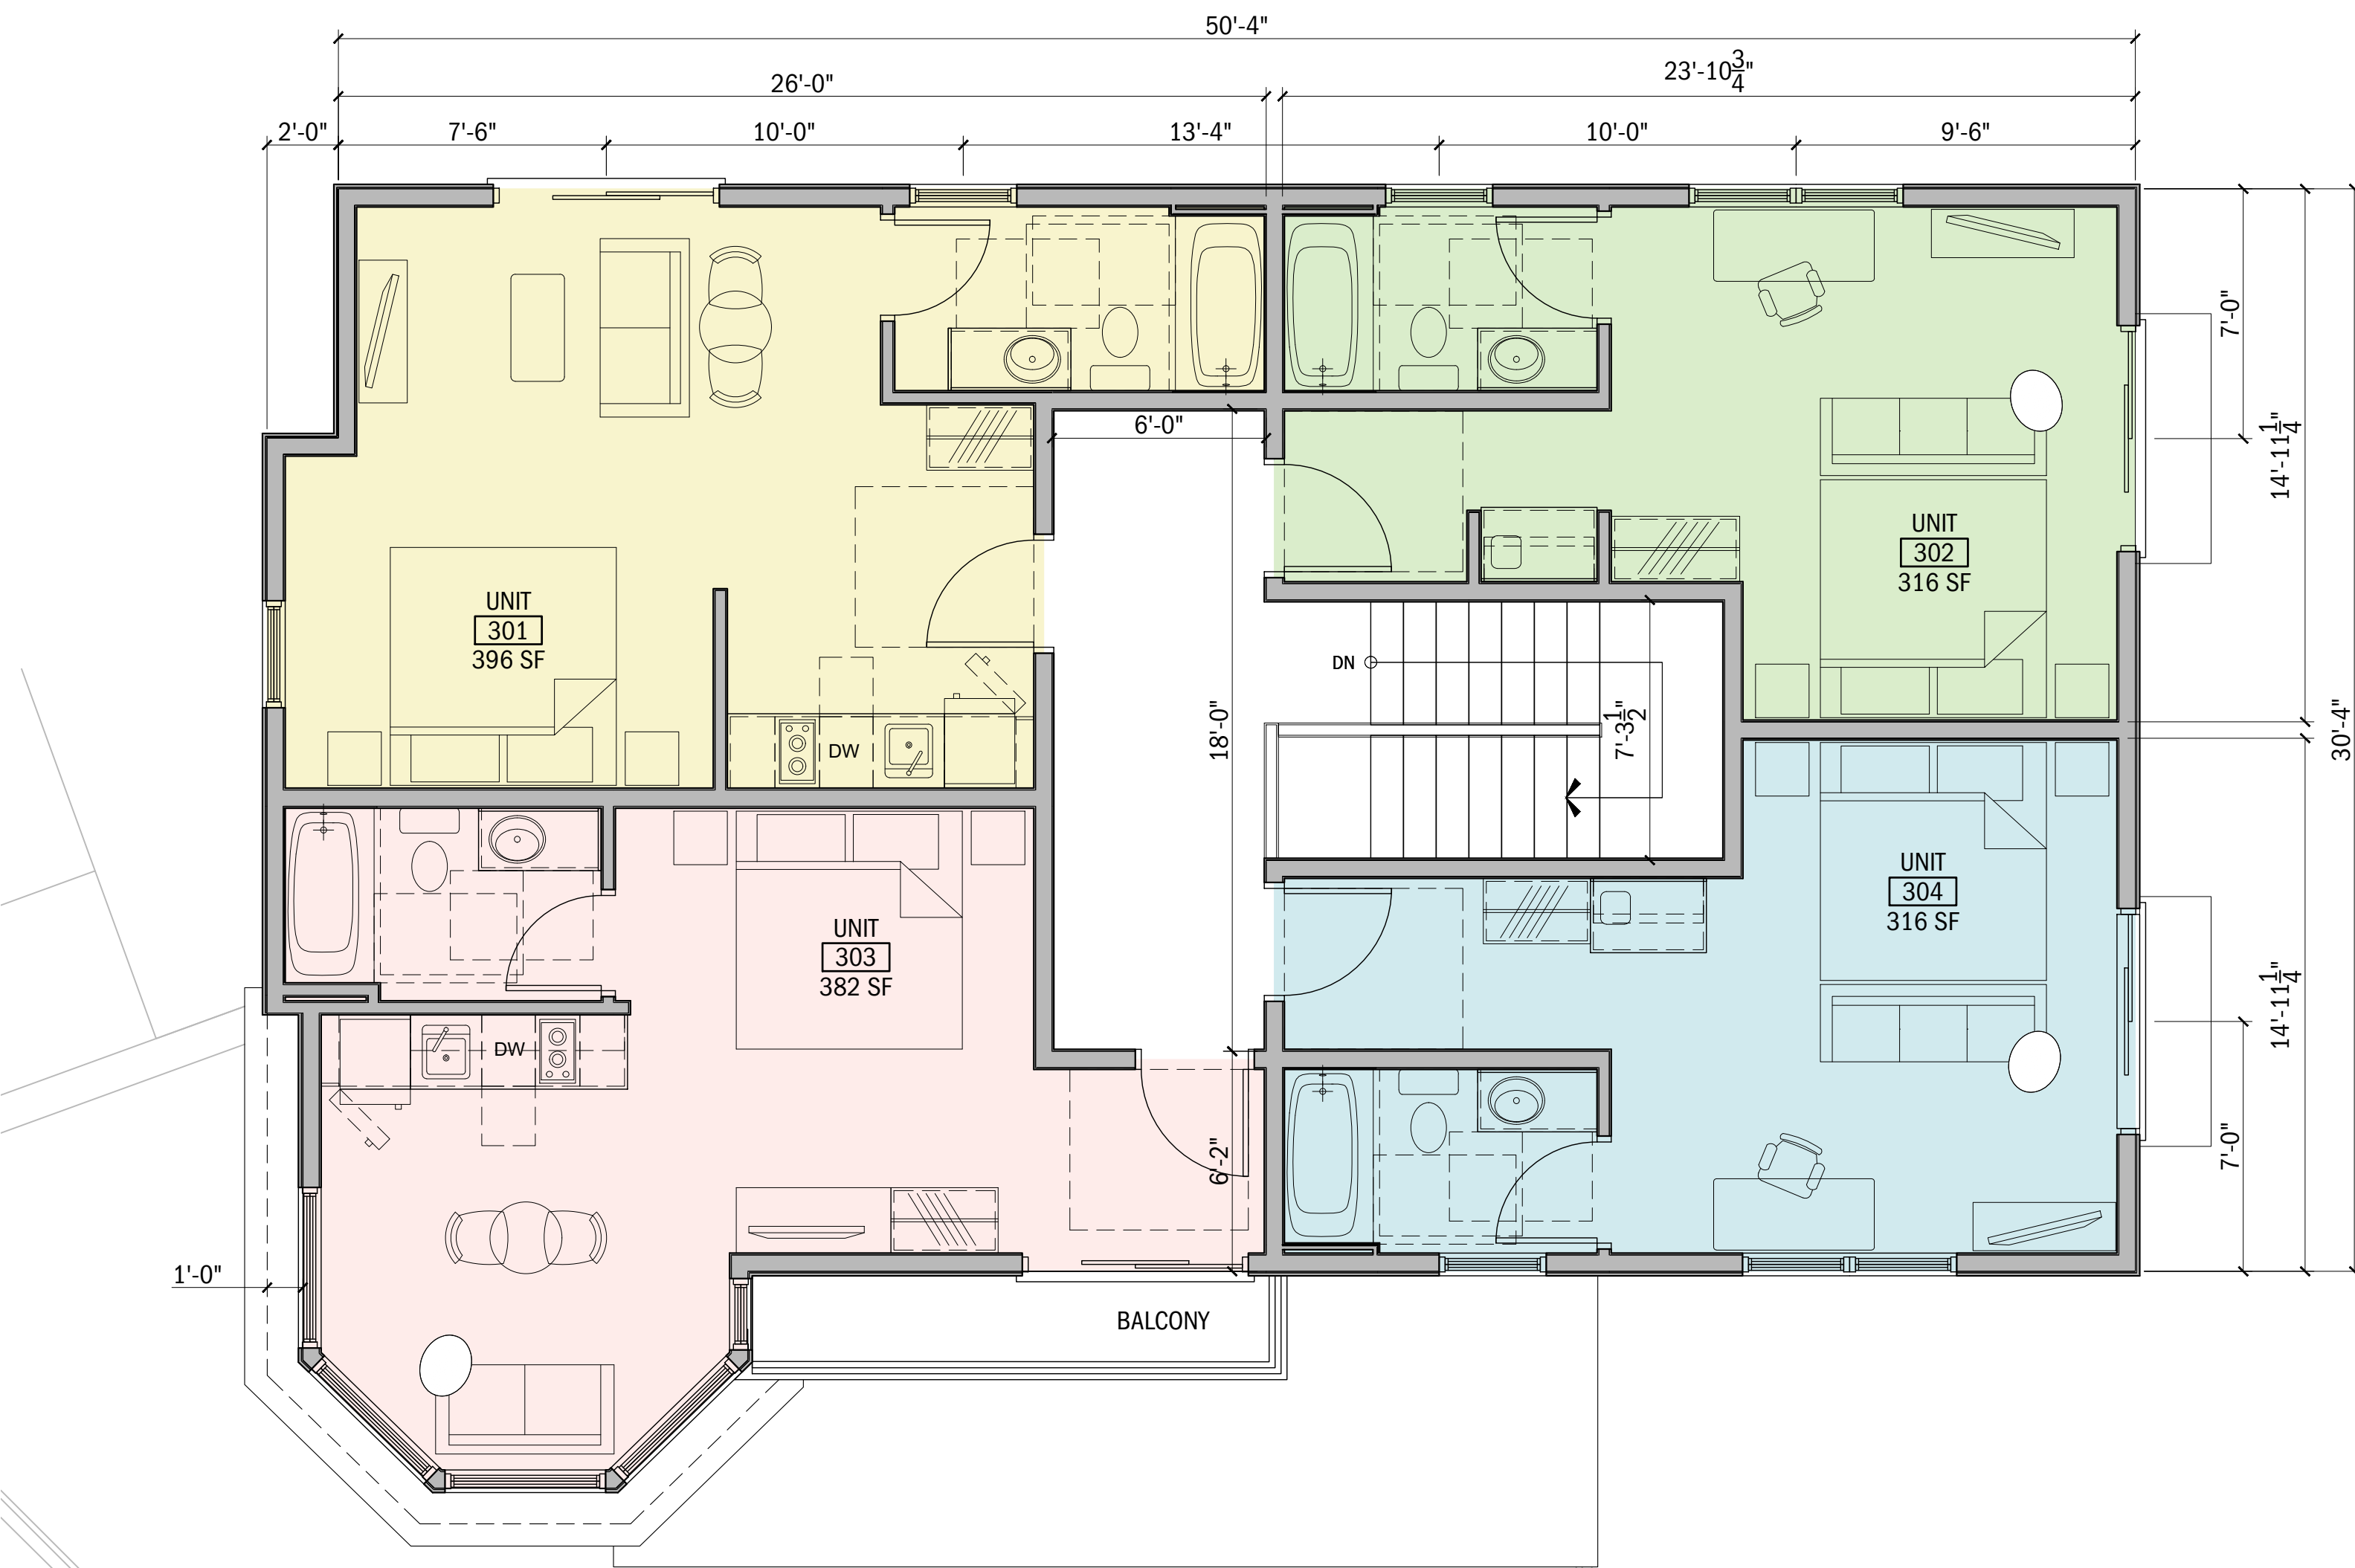 50'-4"
26'-0"
23'-10 3/4"
2'-0"
7'-6"
10'-0"
13'-4"
10'-0"
9'-6"
7'-0"
6'-0"
14'-11 1/4"
UNIT
302
316 SF
UNIT
301
396 SF
DN
18'-0"
7'-3 1/2"
30'-4"
DW
UNIT
304
316 SF
UNIT
303
382 SF
14'-11 1/4"
DW
6'-2"
7'-0"
1'-0"
BALCONY